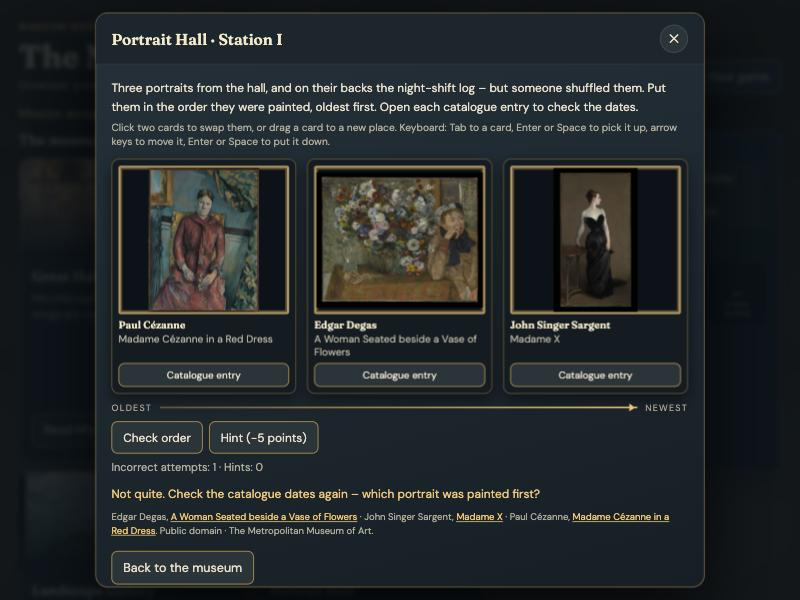 Portrait Hall · Station I
Three portraits from the hall, and on their backs the night-shift log – but someone shuffled them. Put
them in the order they were painted, oldest first. Open each catalogue entry to check the dates.
Click two cards to swap them, or drag a card to a new place. Keyboard: Tab to a card, Enter or Space to pick it up, arrow
keys to move it, Enter or Space to put it down.
Paul Cézanne
Madame Cézanne in a Red Dress
Catalogue entry
Edgar Degas
A Woman Seated beside a Vase of
Flowers
Catalogue entry
John Singer Sargent
Madame X
Catalogue entry
OLDEST
NEWEST
Check order
Hint (−5 points)
Incorrect attempts: 1 · Hints: 0
Not quite. Check the catalogue dates again – which portrait was painted first?
Edgar Degas, A Woman Seated beside a Vase of Flowers · John Singer Sargent, Madame X · Paul Cézanne, Madame Cézanne in a
Red Dress. Public domain · The Metropolitan Museum of Art.
Back to the museum